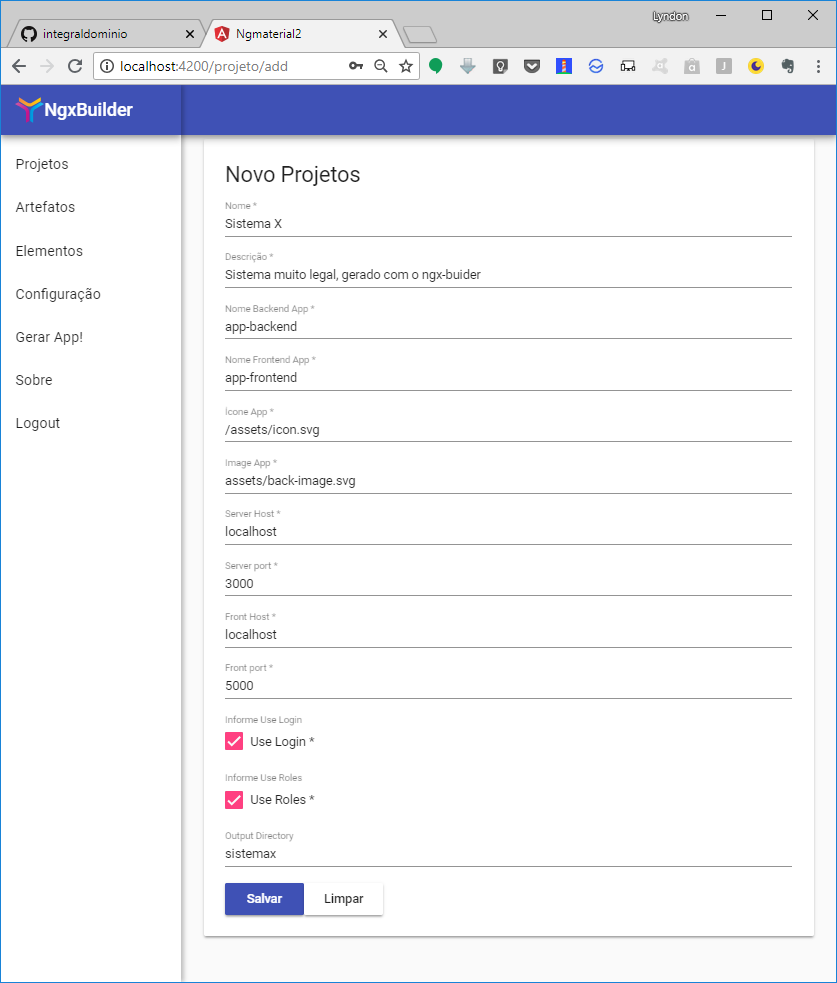 Lyndon
integraldominio
Ngmaterial2
localhost:4200/projeto/add
NgxBuilder
Projetos
Artefatos
Elementos
Configuração
Gerar App!
Sobre
Logout
Novo Projetos
Nome *
Sistema X
Descrição *
Sistema muito legal, gerado com o ngx-buider
Nome Backend App *
app-backend
Nome Frontend App *
app-frontend
Ícone App *
/assets/icon.svg
Image App *
assets/back-image.svg
Server Host *
localhost
Server port *
3000
Front Host *
localhost
Front port *
5000
Informe Use Login
Use Login *
Informe Use Roles
Use Roles *
Output Directory
sistemax
Salvar Limpar